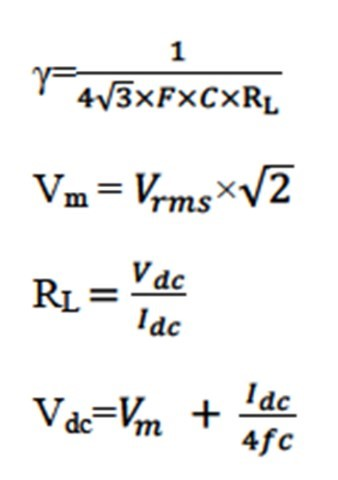 γ=1/(4√3×F×C×R_L)
V_m = V_rms×√2
R_L = V_dc/I_dc
V_dc=V_m + I_dc/4fc